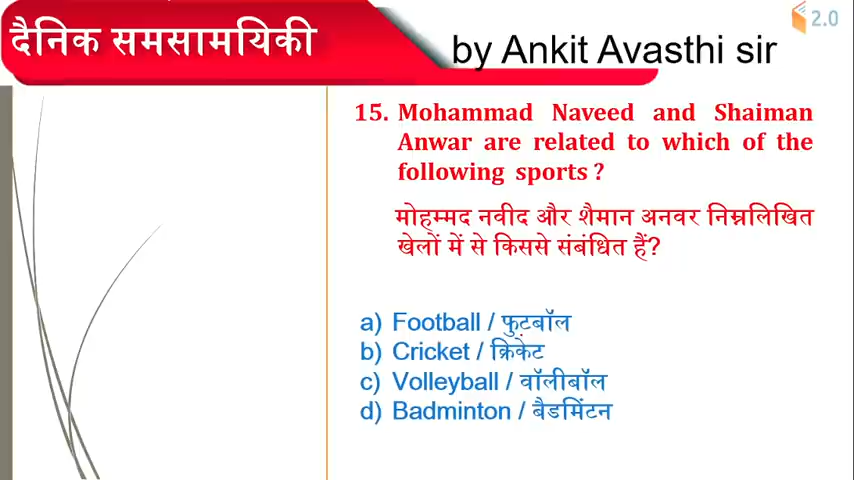 दैनिक समसामयिकी
2.0
by Ankit Avasthi sir
15. Mohammad Naveed and Shaiman
Anwar are related to which of the
following sports ?
मोहम्मद नवीद और शैमान अनवर निम्नलिखित
खेलों में से किससे संबंधित हैं?
a) Football / फुटबॉल
b) Cricket / क्रिकेट
c) Volleyball / वॉलीबॉल
d) Badminton / बैडमिंटन